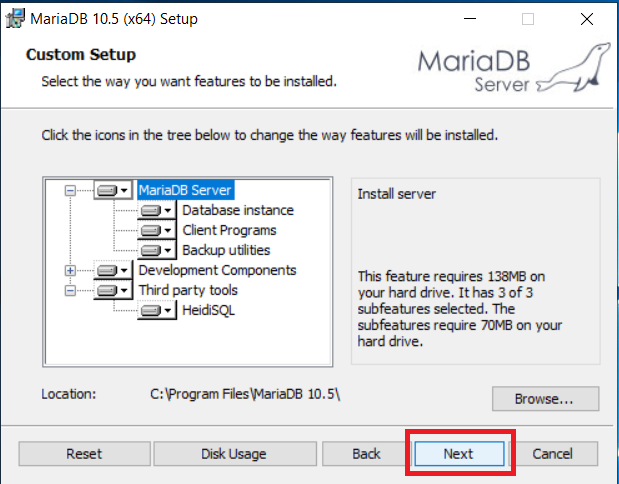 MariaDB 10.5 (x64) Setup
Custom Setup
Select the way you want features to be installed.
MariaDB
Server
Click the icons in the tree below to change the way features will be installed.
MariaDB Server
Database instance
Client Programs
Backup utilities
Development Components
Third party tools
HeidiSQL
Install server
This feature requires 138MB on
your hard drive. It has 3 of 3
subfeatures selected. The
subfeatures require 70MB on your
hard drive.
Location:
C:\Program Files\MariaDB 10.5\
Browse...
Reset
Disk Usage
Back
Next
Cancel